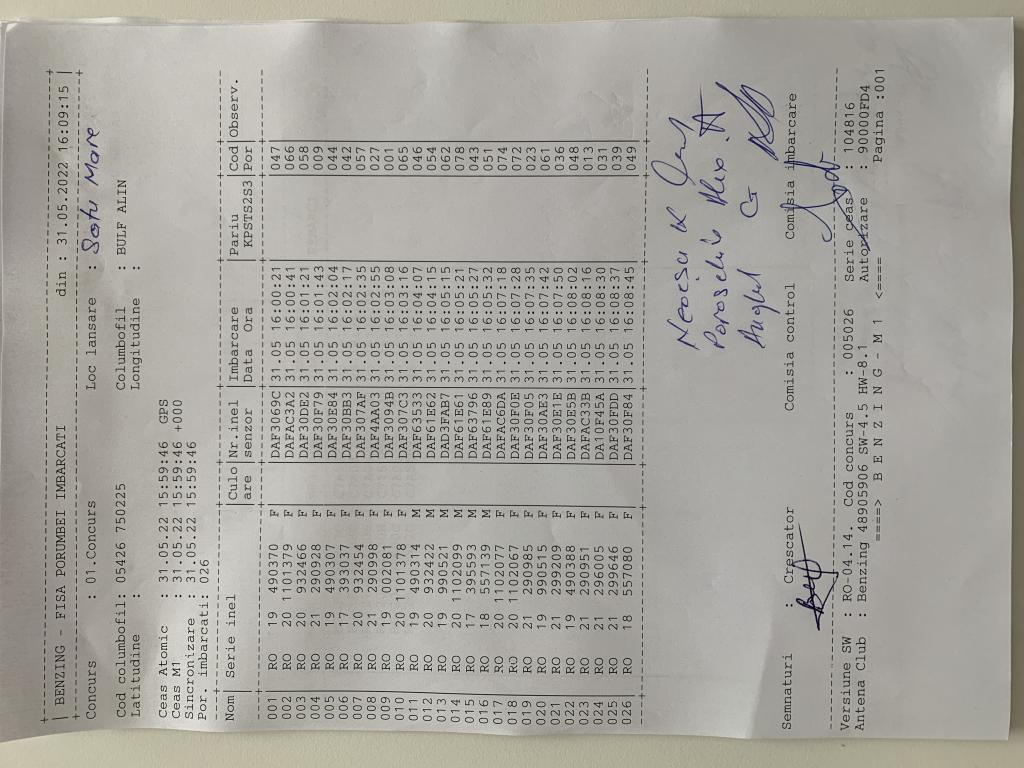 BENZING - FISA PORUMBEI IMBARCATI din : 31.05.2022 16:09:15
Concurs : 01.Concurs Loc lansare : Satu Mare
Cod columbofil: 05426 750225 Columbofil : BULF ALIN
Latitudine : Longitudine :
Ceas Atomic : 31.05.22 15:59:46 GPS
Ceas M1 : 31.05.22 15:59:46 +000
Sincronizare : 31.05.22 15:59:46
Por. imbarcati: 026
Nom Serie inel Culo Nr.inel Imbarcare Pariu Cod Observ.
are senzor Data Ora KPSTS2S3 Por
001 RO 19 490370 F DAF3069C 31.05 16:00:21 047
002 RO 20 1101379 F DAFAC3A2 31.05 16:00:41 066
003 RO 20 932466 F DAF30DE2 31.05 16:01:21 058
004 RO 21 290928 F DAF30F79 31.05 16:01:43 009
005 RO 19 490307 F DAF30E84 31.05 16:02:04 044
006 RO 17 393037 F DAF30BB3 31.05 16:02:17 042
007 RO 20 932454 F DAF307AF 31.05 16:02:35 057
008 RO 21 290998 F DAF4AA03 31.05 16:02:55 027
009 RO 19 002081 F DAF3094B 31.05 16:03:08 001
010 RO 20 1101378 F DAF307C3 31.05 16:03:16 065
011 RO 19 490314 M DAF63533 31.05 16:04:07 046
012 RO 20 932422 M DAF61E62 31.05 16:04:15 054
013 RO 19 990521 M DAD3FAB7 31.05 16:05:15 062
014 RO 20 1102099 M DAF61E61 31.05 16:05:21 078
015 RO 17 395593 M DAF63796 31.05 16:05:27 043
016 RO 18 557139 M DAF61E89 31.05 16:05:32 051
017 RO 20 1102077 F DAFAC6DA 31.05 16:07:18 074
018 RO 20 1102067 F DAF30F0E 31.05 16:07:28 072
019 RO 21 290985 F DAF30F05 31.05 16:07:35 023
020 RO 19 990515 F DAF30AE3 31.05 16:07:42 061
021 RO 21 299209 F DAF30E1E 31.05 16:07:50 036
022 RO 19 490388 F DAF30E5B 31.05 16:08:02 048
023 RO 21 290951 F DAFAC33B 31.05 16:08:16 013
024 RO 21 296005 F DA10F45A 31.05 16:08:30 031
025 RO 21 299646 F DAF30FDD 31.05 16:08:37 039
026 RO 18 557080 F DAF30F84 31.05 16:08:45 049
Semnaturi : Crescator Comisia control Comisia imbarcare
Versiune SW : RO-04.14. Cod concurs : 005026 Serie ceas : 104816
Antena Club : Benzing 48905906 SW-4.5 HW-8.1 Autorizare : 90000FD4
====> B E N Z I N G - M 1 <==== Pagina :001